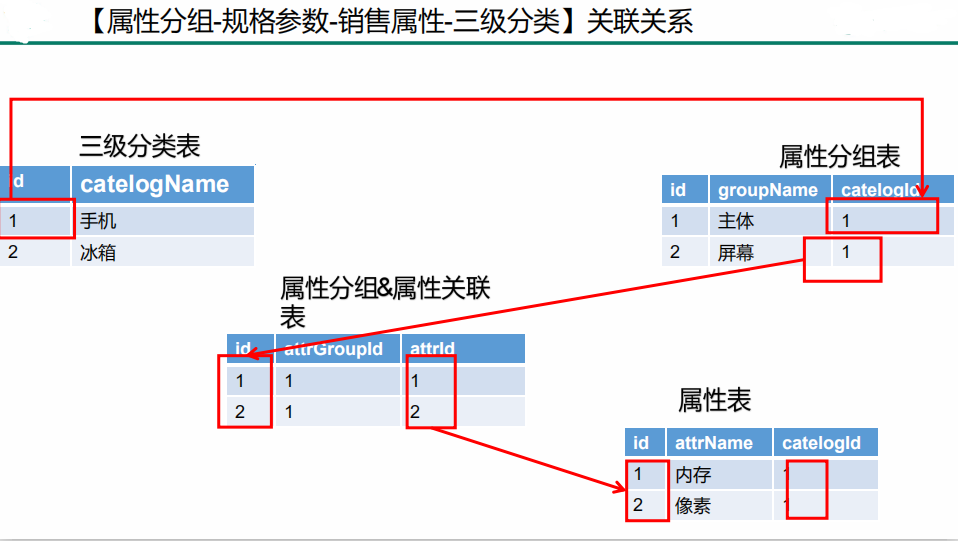 【属性分组-规格参数-销售属性-三级分类】关联关系
三级分类表
id catelogName
1 手机
2 冰箱
属性分组表
id groupName catelogId
1 主体 1
2 屏幕 1
属性分组&属性关联
表
id attrGroupId attrId
1 1 1
2 1 2
属性表
id attrName catelogId
1 内存 1
2 像素 1